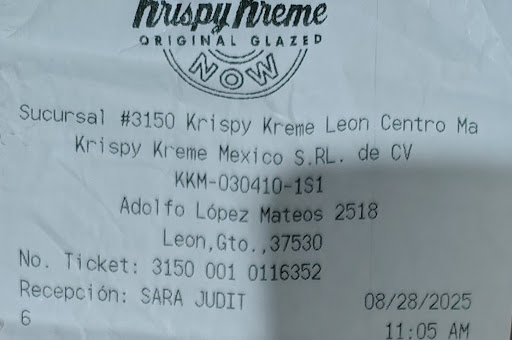 Krispy Kreme
ORIGINAL GLAZED
NOW
Sucursal #3150 Krispy Kreme Leon Centro Ma
Krispy Kreme Mexico S.RL. de CV
KKM-030410-1S1
Adolfo López Mateos 2518
Leon,Gto.,37530
No. Ticket: 3150 001 0116352
Recepción: SARA JUDIT 08/28/2025
6 11:05 AM